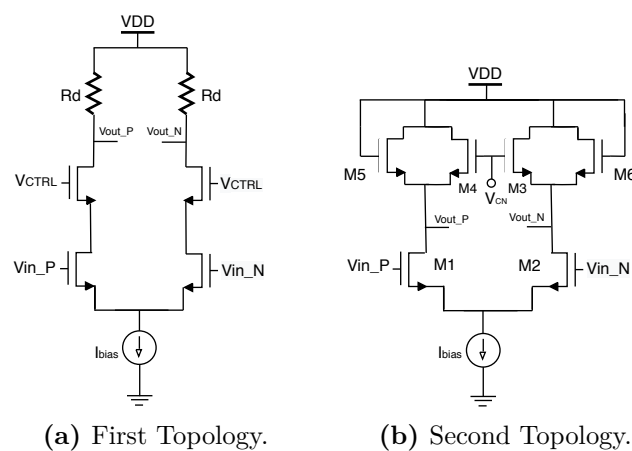 VDD
Rd
Rd
Vout_P
Vout_N
VCTRL
VCTRL
Vin_P
Vin_N
Ibias
(a) First Topology.
VDD
M5
M4
M3
M6
VCN
Vout_P
Vout_N
Vin_P
M1
M2
Vin_N
Ibias
(b) Second Topology.